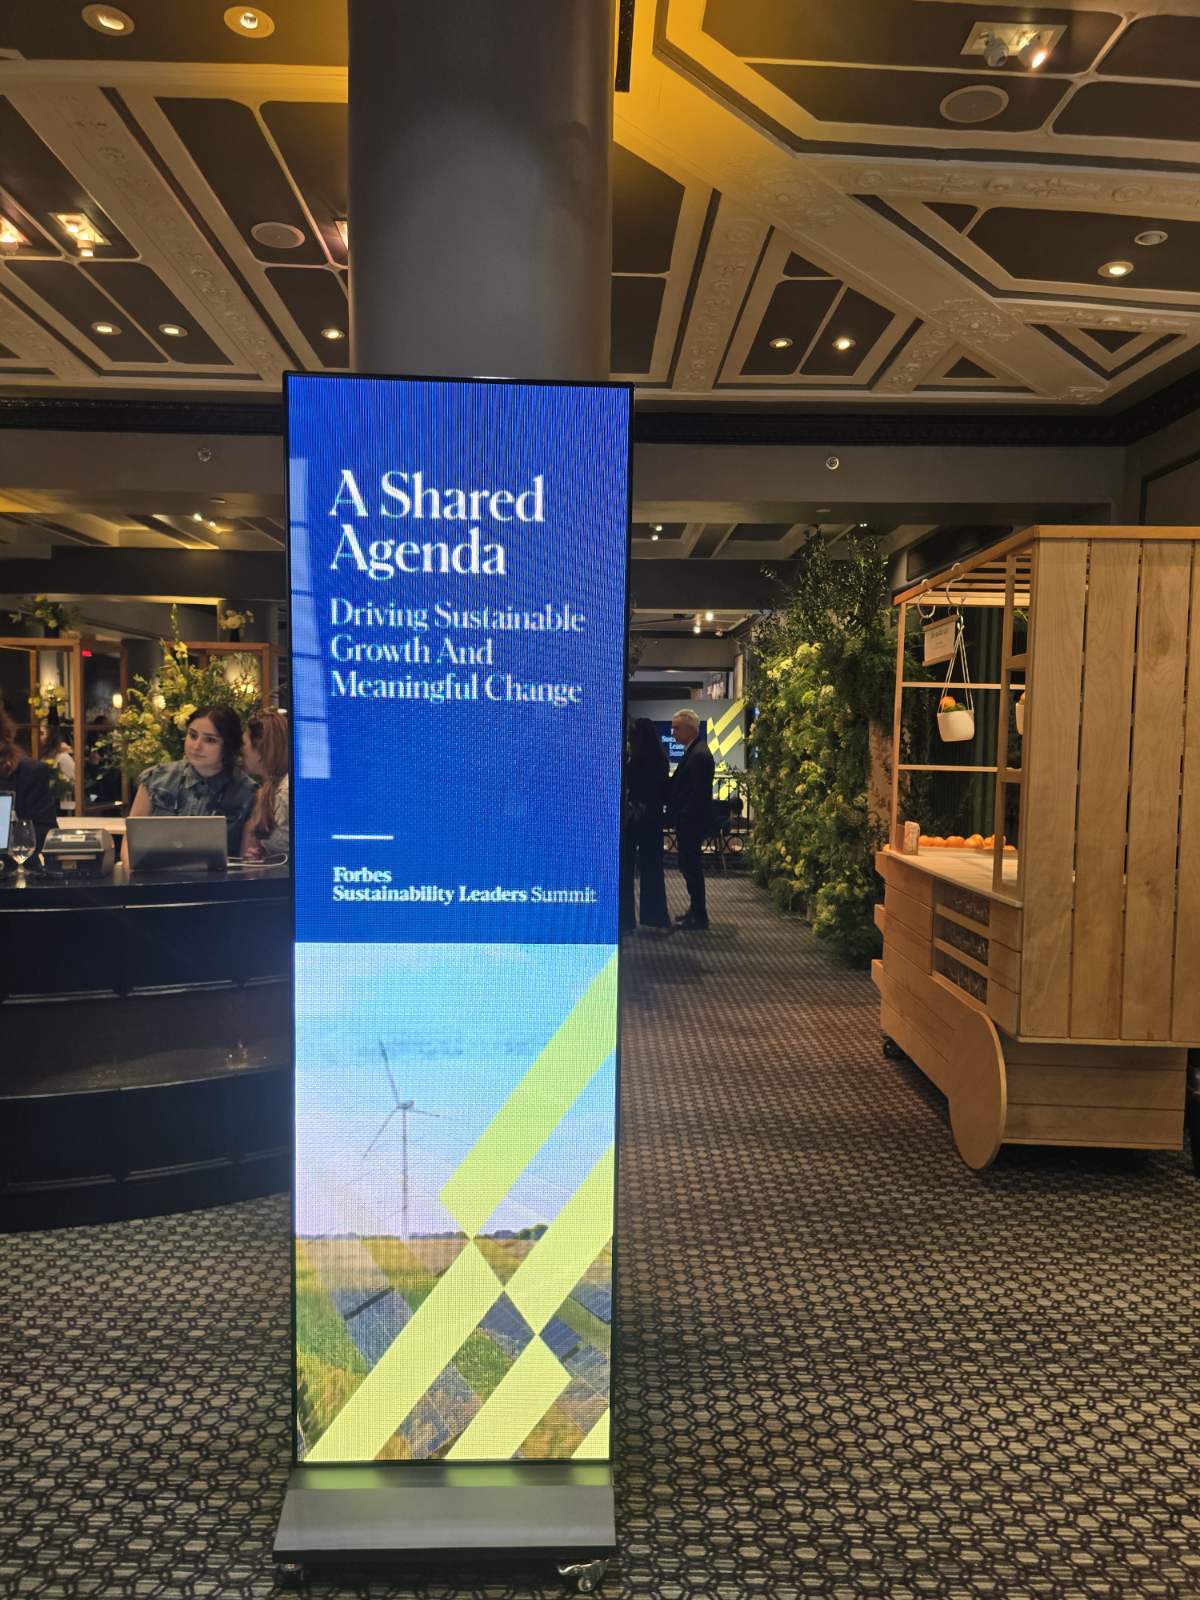 A Shared
Agenda
Driving Sustainable
Growth And
Meaningful Change
Forbes
Sustainability Leaders Summit